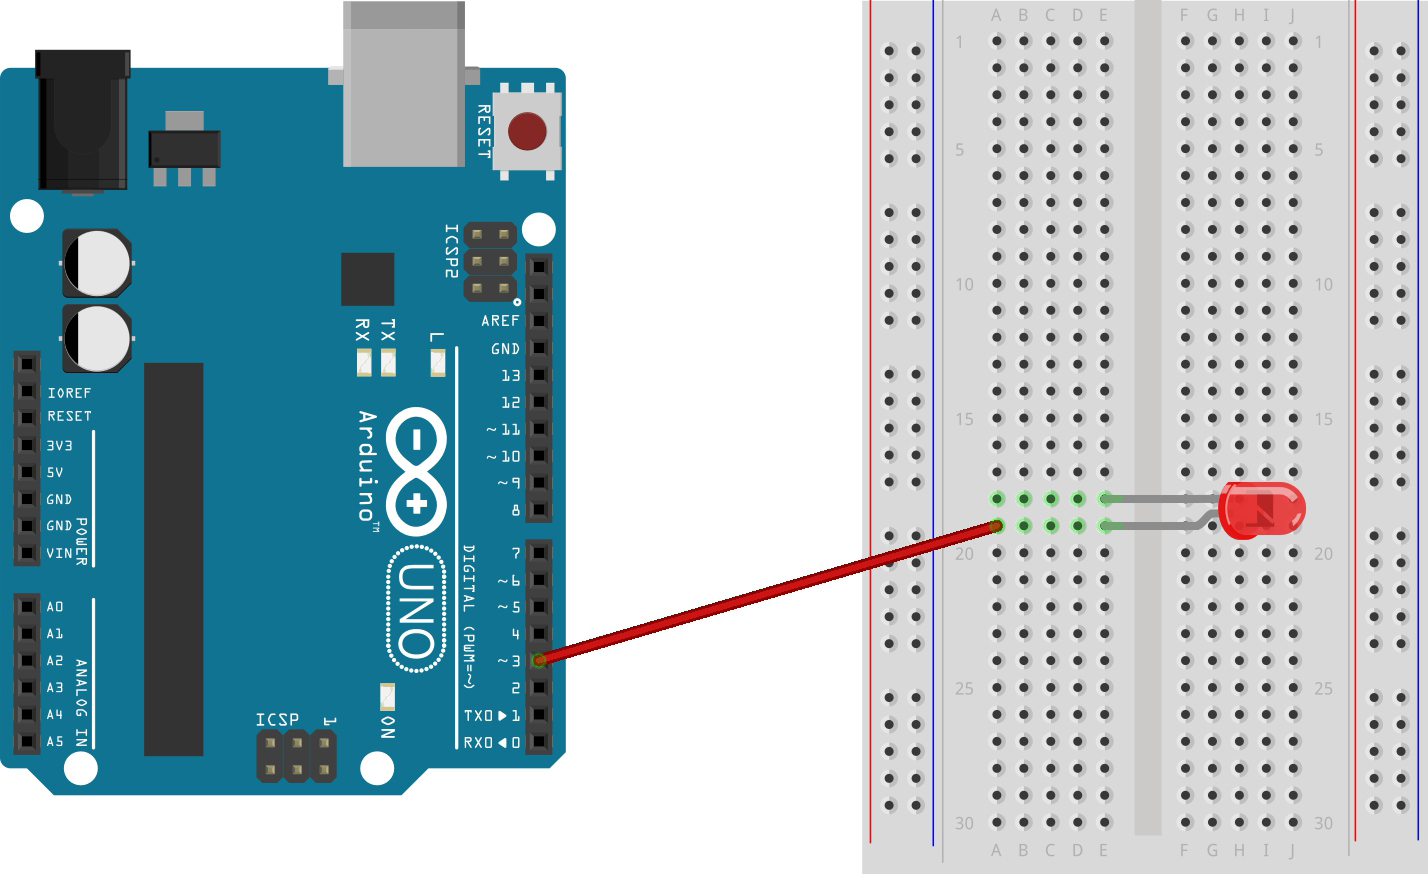 RESET
ICSP2
AREF
GND
13
12
~11
~10
~9
8
RX
TX
L
IOREF
RESET
3V3
5V
GND
GND
VIN
POWER
Arduino™
UNO
DIGITAL (PWM=~)
7
~6
~5
4
~3
2
TX0▶1
RX0◀0
A0
A1
A2
A3
A4
A5
ANALOG IN
ICSP
1
ON
A B C D E F G H I J
1 1
5 5
10 10
15 15
20 20
25 25
30 30
A B C D E F G H I J